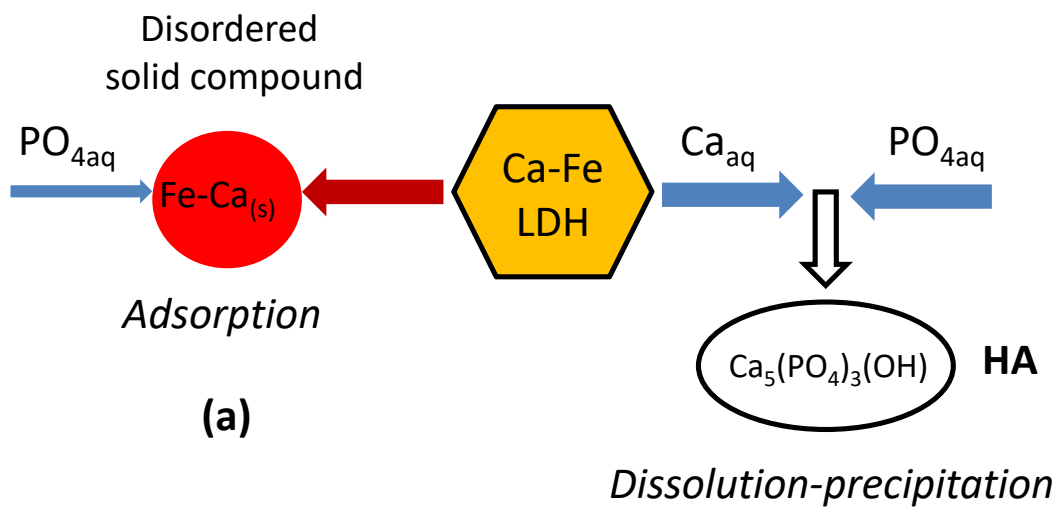 Disordered
solid compound
PO₄aq
Fe-Ca(s)
Ca-Fe
LDH
Caaq
PO₄aq
Adsorption
Ca₅(PO₄)₃(OH)
HA
(a)
Dissolution-precipitation